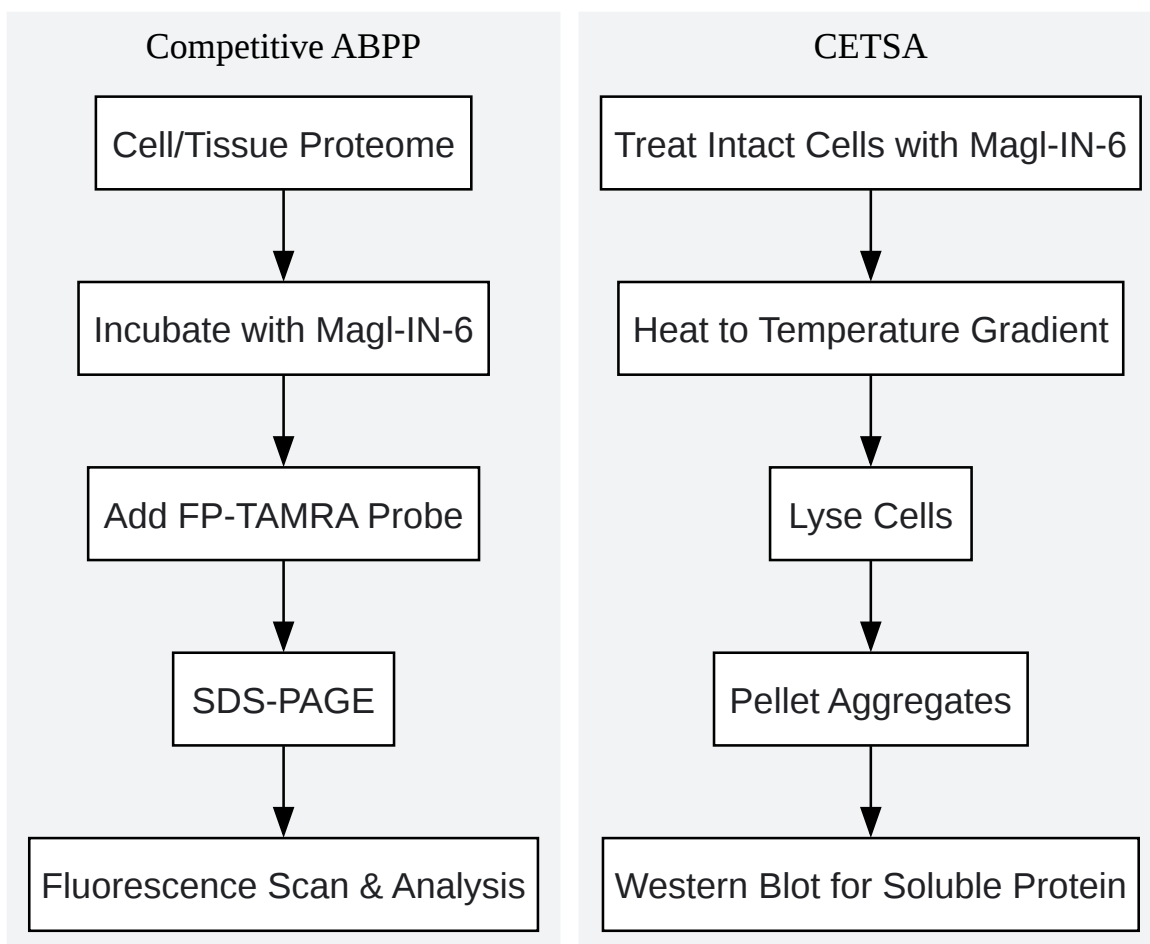 Competitive ABPP
Cell/Tissue Proteome
Incubate with Magl-IN-6
Add FP-TAMRA Probe
SDS-PAGE
Fluorescence Scan & Analysis
CETSA
Treat Intact Cells with Magl-IN-6
Heat to Temperature Gradient
Lyse Cells
Pellet Aggregates
Western Blot for Soluble Protein